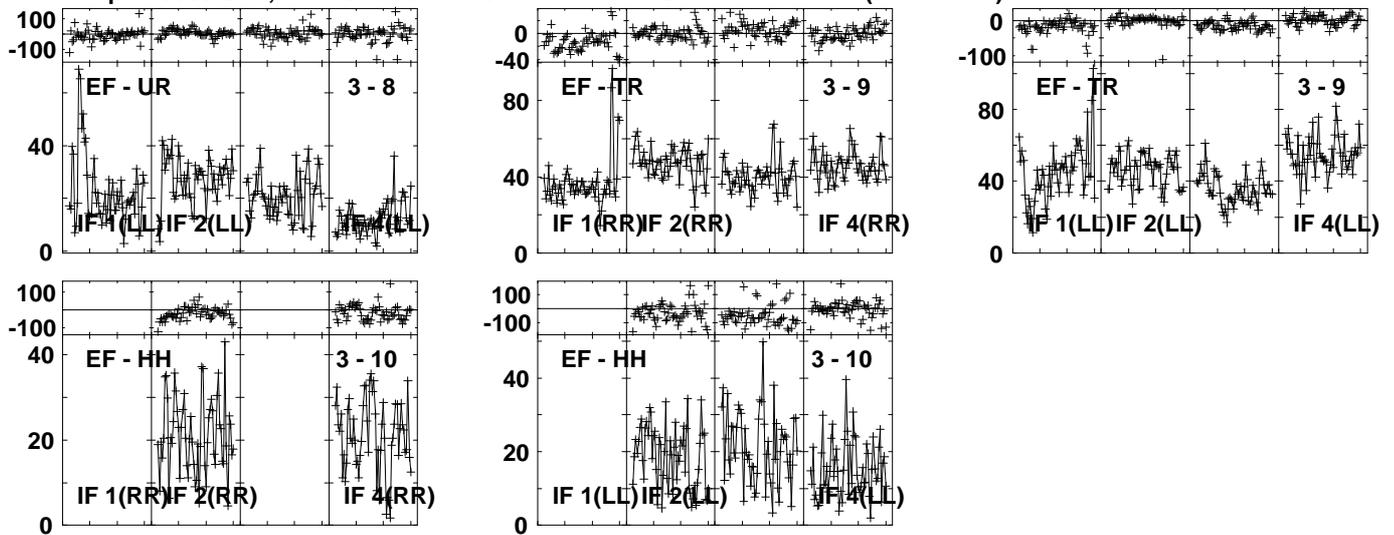 100 100 0
0
-100 -40 -100
EF - UR 3 - 8 EF - TR 3 - 9 EF - TR 3 - 9
80 80
40 40 40
IF 1(LL) IF 2(LL) IF 4(LL) IF 1(RR) IF 2(RR) IF 4(RR) IF 1(LL) IF 2(LL) IF 4(LL)
0 0 0
100 100
-100 -100
EF - HH 3 - 10 EF - HH 3 - 10
40 40
20 20
IF 1(RR) IF 2(RR) IF 4(RR) IF 1(LL) IF 2(LL) IF 4(LL)
0 0